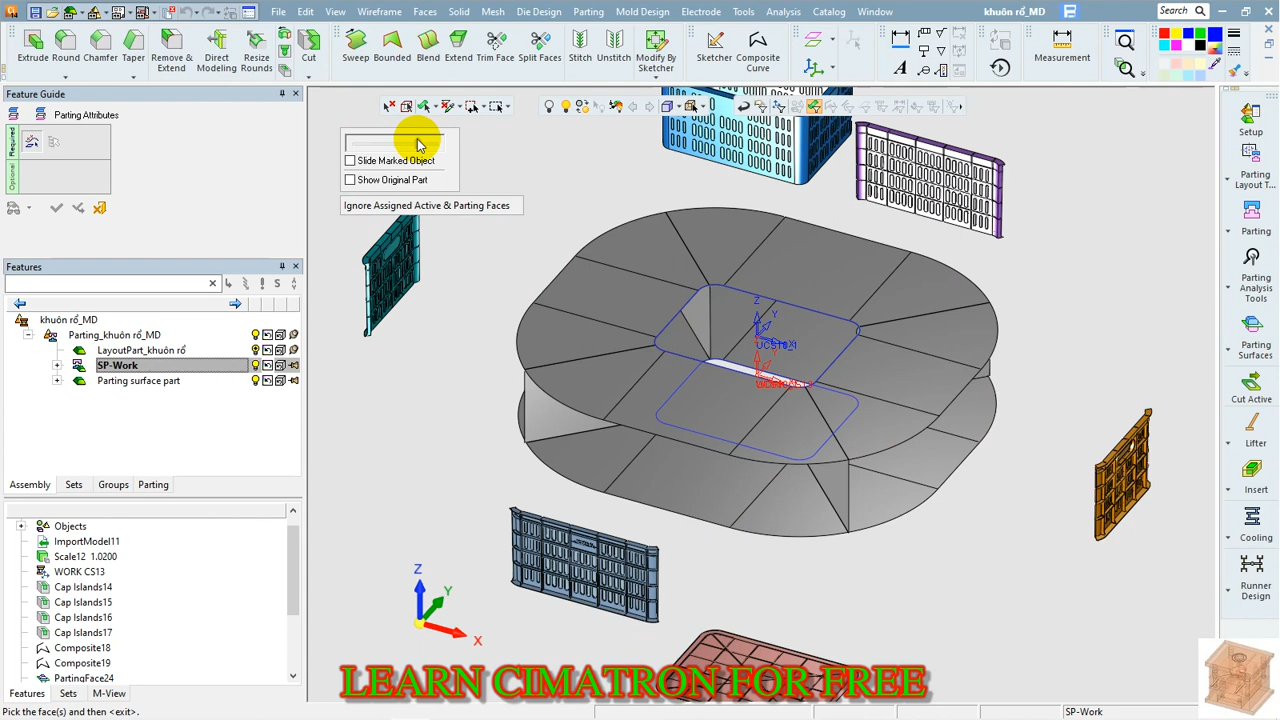 File Edit View Wireframe Faces Solid Mesh Die Design Parting Mold Design Electrode Tools Analysis Catalog Window khuôn rổ_MD Search
Extrude Round Chamfer Taper Remove & Extend Direct Modeling Resize Rounds Cut Sweep Bounded Blend Extend Trim Face Split Faces Stitch Unstitch Modify By Sketcher Sketcher Composite Curve Measurement
Feature Guide
Parting Attributes
Required
Optional
Slide Marked Object
Show Original Part
Ignore Assigned Active & Parting Faces
Features
khuôn rổ_MD
Parting_khuôn rổ_MD
LayoutPart_khuôn rổ
SP-Work
Parting surface part
Assembly Sets Groups Parting
Objects
ImportModel11
Scale12 1.0200
WORK CS13
Cap Islands14
Cap Islands15
Cap Islands16
Cap Islands17
Composite18
Composite19
PartingFace24
Features Sets M-View
Pick the face(s) and then <exit>.
Z
Y
X
Z
Y
Z
Y
X
LEARN CIMATRON FOR FREE
SP-Work
Setup
Parting Layout T...
Parting
Parting Analysis Tools
Parting Surfaces
Cut Active
Lifter
Insert
Cooling
Runner Design